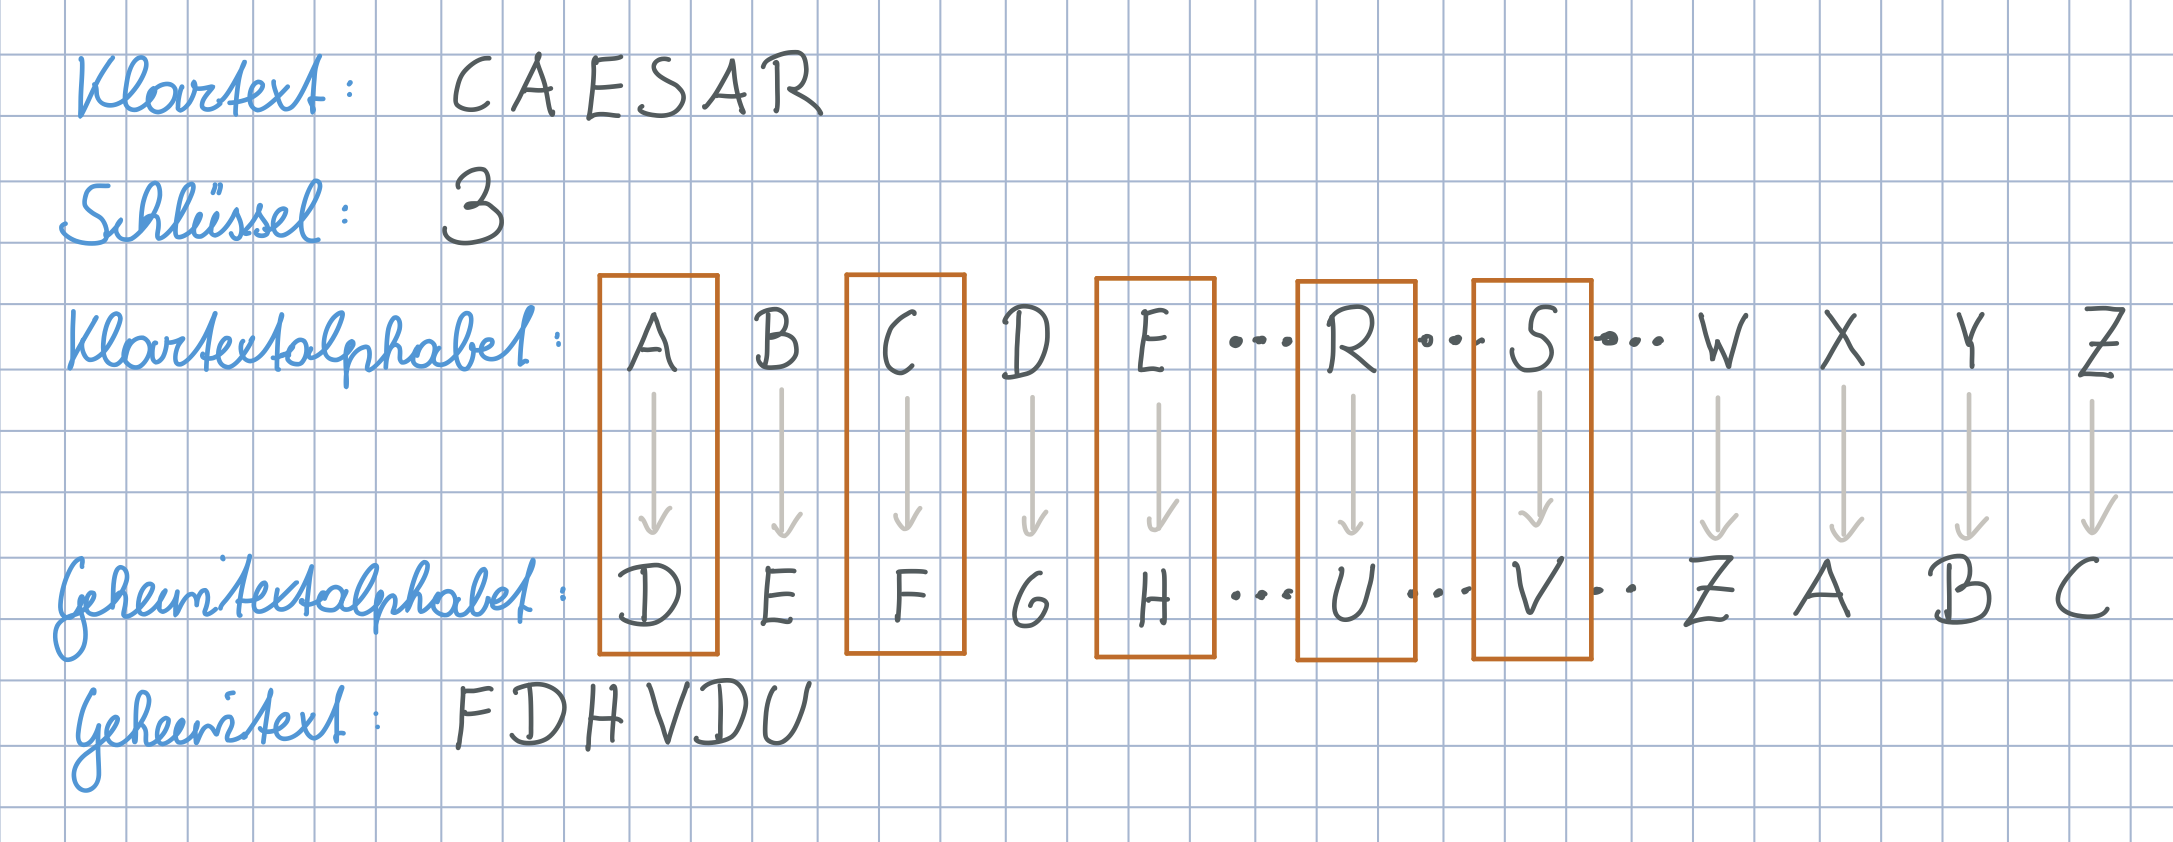 Klartext: CAESAR
Schlüssel: 3
Klartextalphabet: A B C D E ... R ... S ... W X Y Z
Geheimtextalphabet: D E F G H ... U ... V .. Z A B C
Geheimtext: FDHVDU